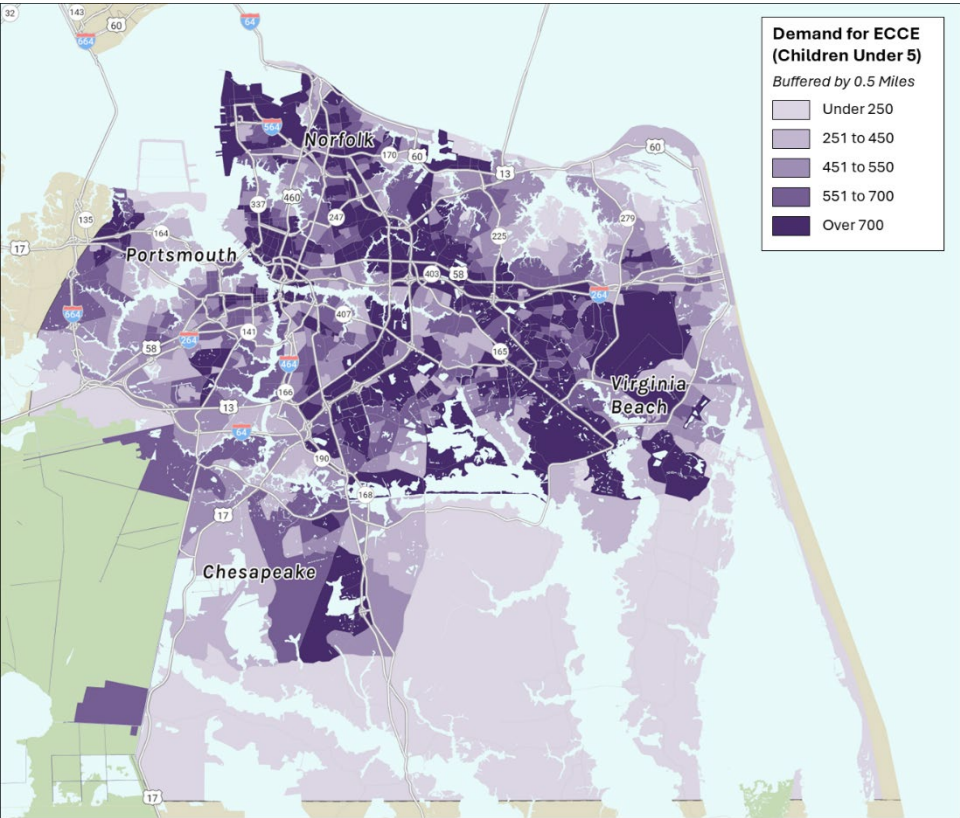 32
143
60
64
664
Demand for ECCE
(Children Under 5)
Buffered by 0.5 Miles
Under 250
251 to 450
451 to 550
551 to 700
Over 700
564
Norfolk
170
60
60
13
337
460
135
247
279
164
225
17
Portsmouth
403
58
264
664
407
141
58
264
165
464
166
Virginia
Beach
13
64
190
168
17
Chesapeake
17